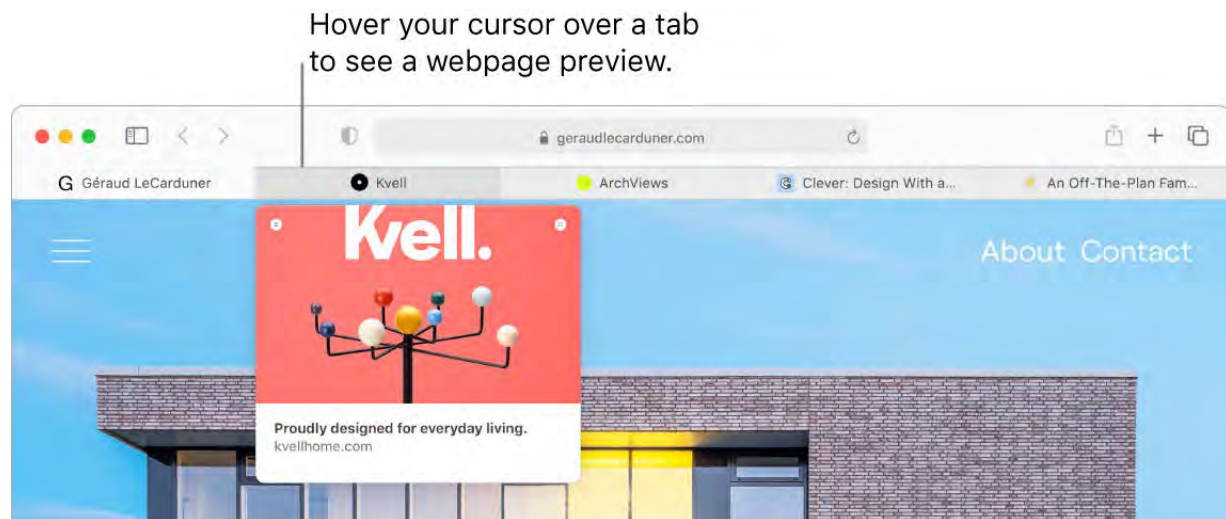 Hover your cursor over a tab
to see a webpage preview.
geraudlecarduner.com
G Géraud LeCarduner
Kvell
ArchViews
Clever: Design With a...
An Off-The-Plan Fam...
Kvell.
About Contact
Proudly designed for everyday living.
kvellhome.com